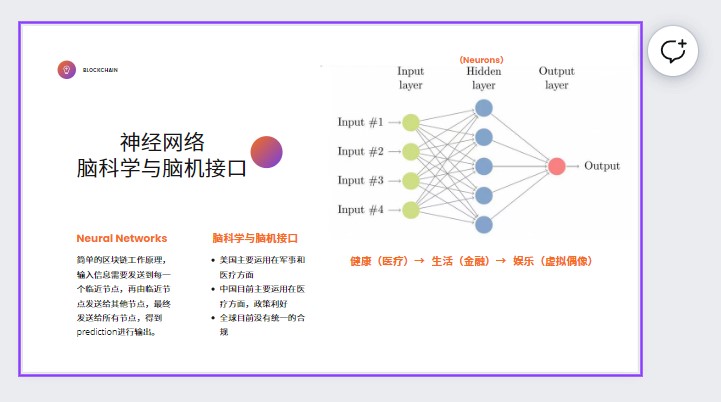 BLOCKCHAIN
神经网络
脑科学与脑机接口
Neural Networks
简单的区块链工作原理，
输入信息需要发送到每一
个临近节点，再由临近节
点发送给其他节点，最终
发送给所有节点，得到
prediction进行输出。
脑科学与脑机接口
美国主要运用在军事和
医疗方面
中国目前主要运用在医
疗方面，政策利好
全球目前没有统一的合
规
(Neurons)
Input layer
Hidden layer
Output layer
Input #1
Input #2
Input #3
Input #4
Output
健康（医疗）→ 生活（金融）→ 娱乐（虚拟偶像）